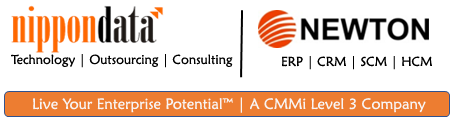 nippondata
Technology | Outsourcing | Consulting
NEWTON
ERP | CRM | SCM | HCM
Live Your Enterprise Potential™ | A CMMi Level 3 Company